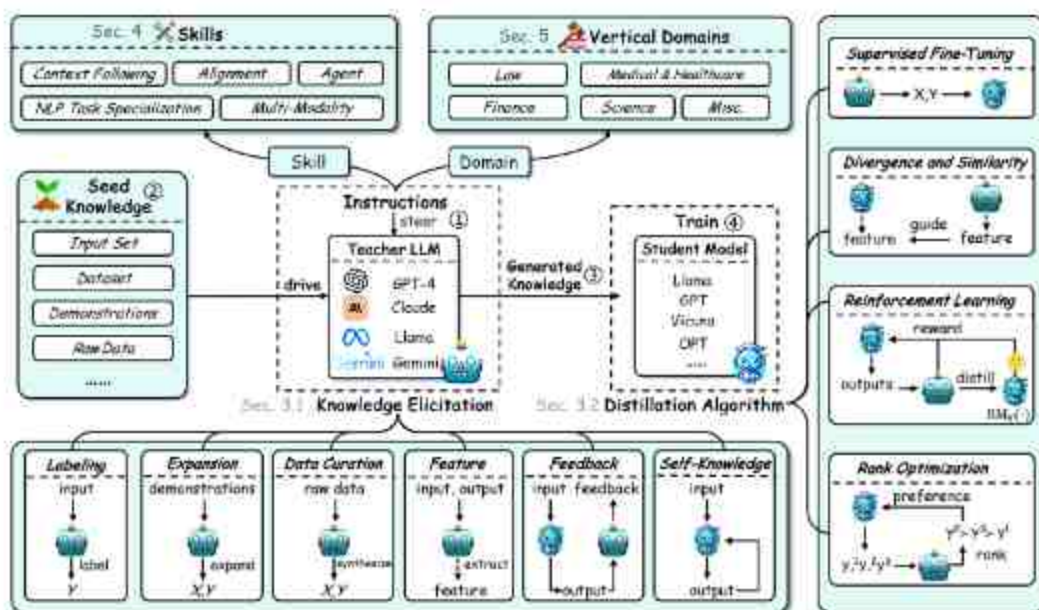 Sec. 4 Skills
Context Following
Alignment
Agent
NLP Task Specialization
Multi-Modality
Sec. 5 Vertical Domains
Law
Medical & Healthcare
Finance
Science
Misc.
Skill
Domain
Seed
Knowledge ②
Input Set
Dataset
Demonstrations
Raw Data
......
drive
Instructions
steer ①
Teacher LLM
GPT-4
Claude
Llama
Gemini
Generated
Knowledge ③
Train ④
Student Model
Llama
GPT
Vicuna
OPT
.....
Sec. 3.1 Knowledge Elicitation
Sec. 3.2 Distillation Algorithm
Labeling
input
label
Y
Expansion
demonstrations
expand
X,Y
Data Curation
raw data
synthesize
X,Y
Feature
input, output
extract
feature
Feedback
input feedback
output
Self-Knowledge
input
output
Supervised Fine-Tuning
X,Y
Divergence and Similarity
guide
feature
feature
Reinforcement Learning
reward
outputs
distill
Rank Optimization
preference
rank